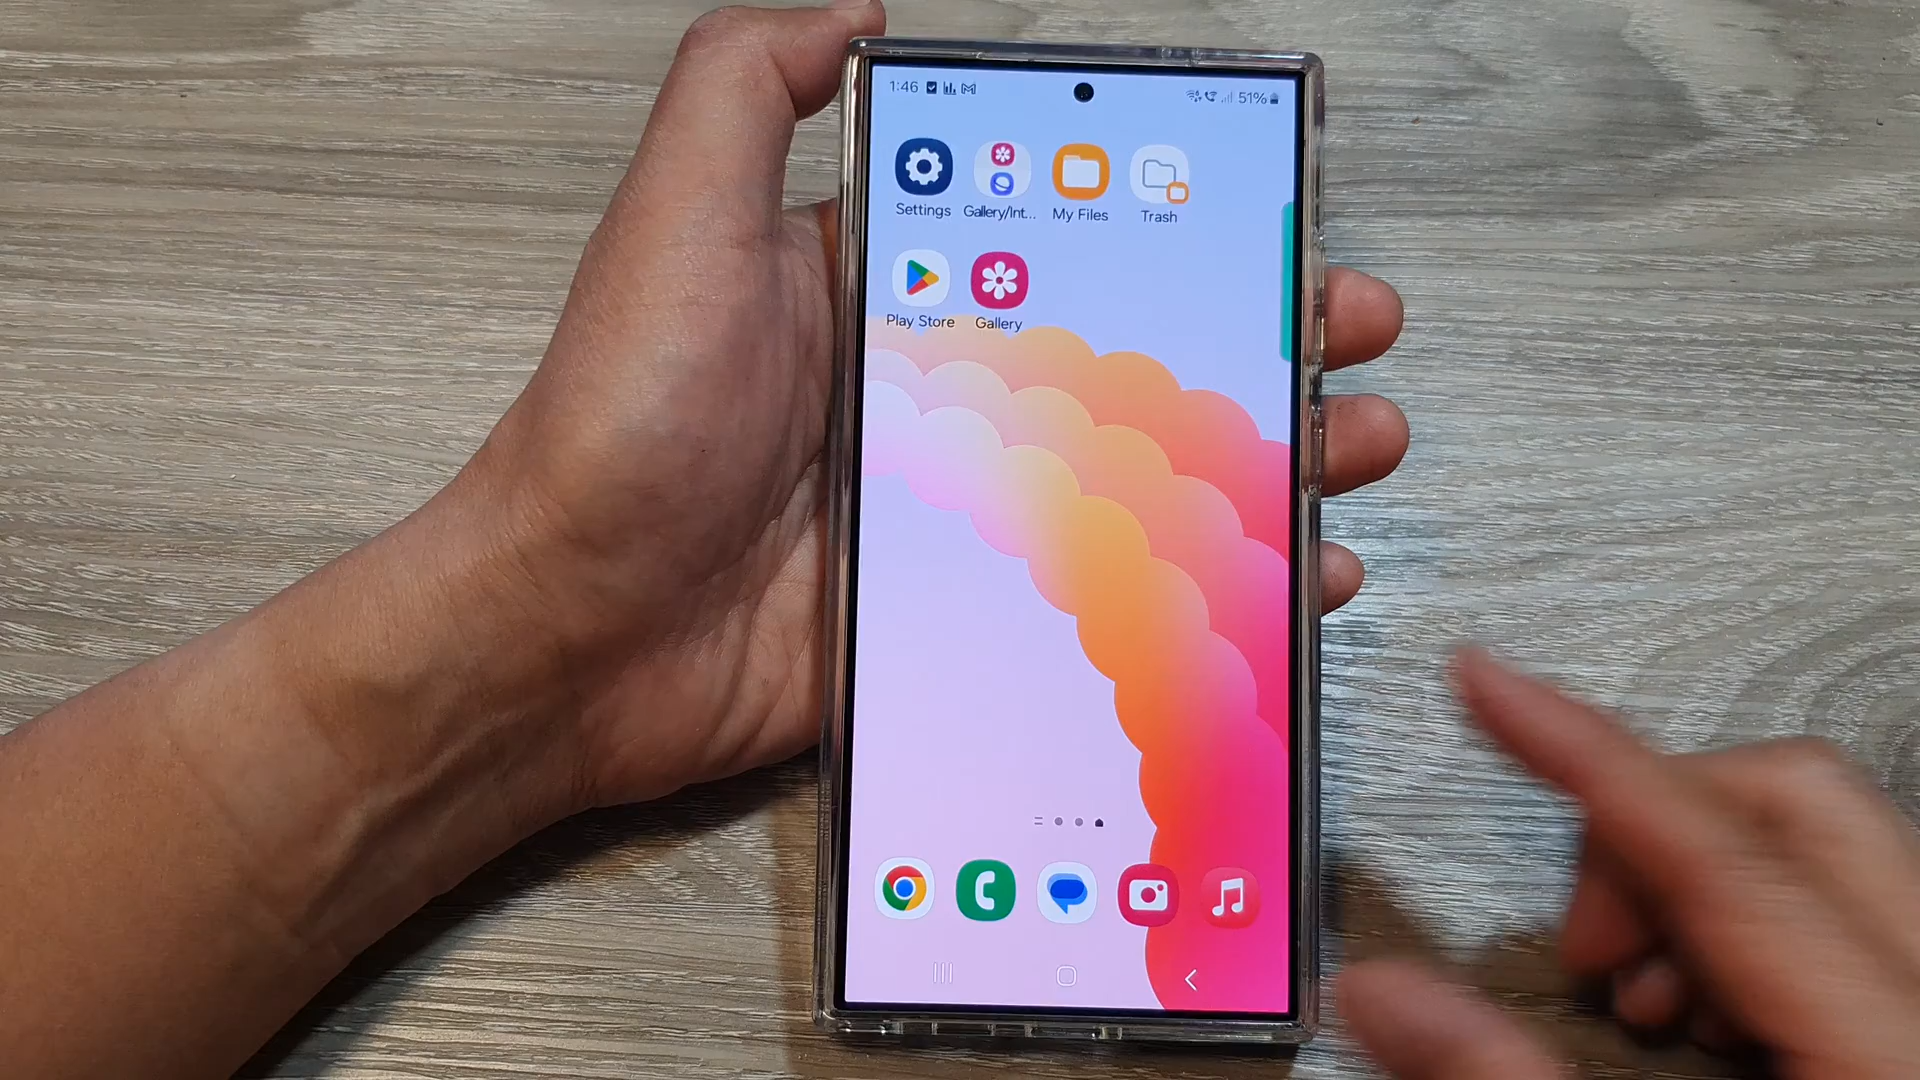 1:46
51%
Settings
Gallery/Int...
My Files
Trash
Play Store
Gallery